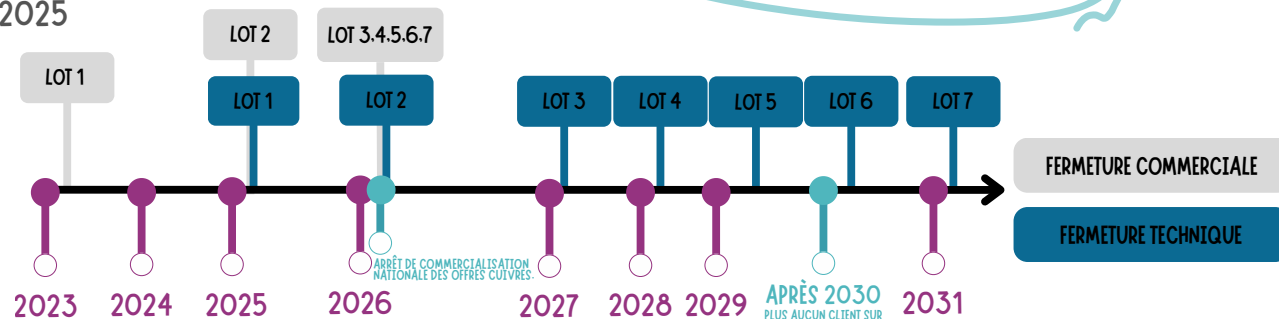 2025
LOT 1
LOT 2
LOT 3.4.5.6.7
LOT 1
LOT 2
LOT 3
LOT 4
LOT 5
LOT 6
LOT 7
FERMETURE COMMERCIALE
FERMETURE TECHNIQUE
ARRÊT DE COMMERCIALISATION
NATIONALE DES OFFRES CUIVRES.
2023
2024
2025
2026
2027
2028
2029
APRÈS 2030
PLUS AUCUN CLIENT SUR
2031